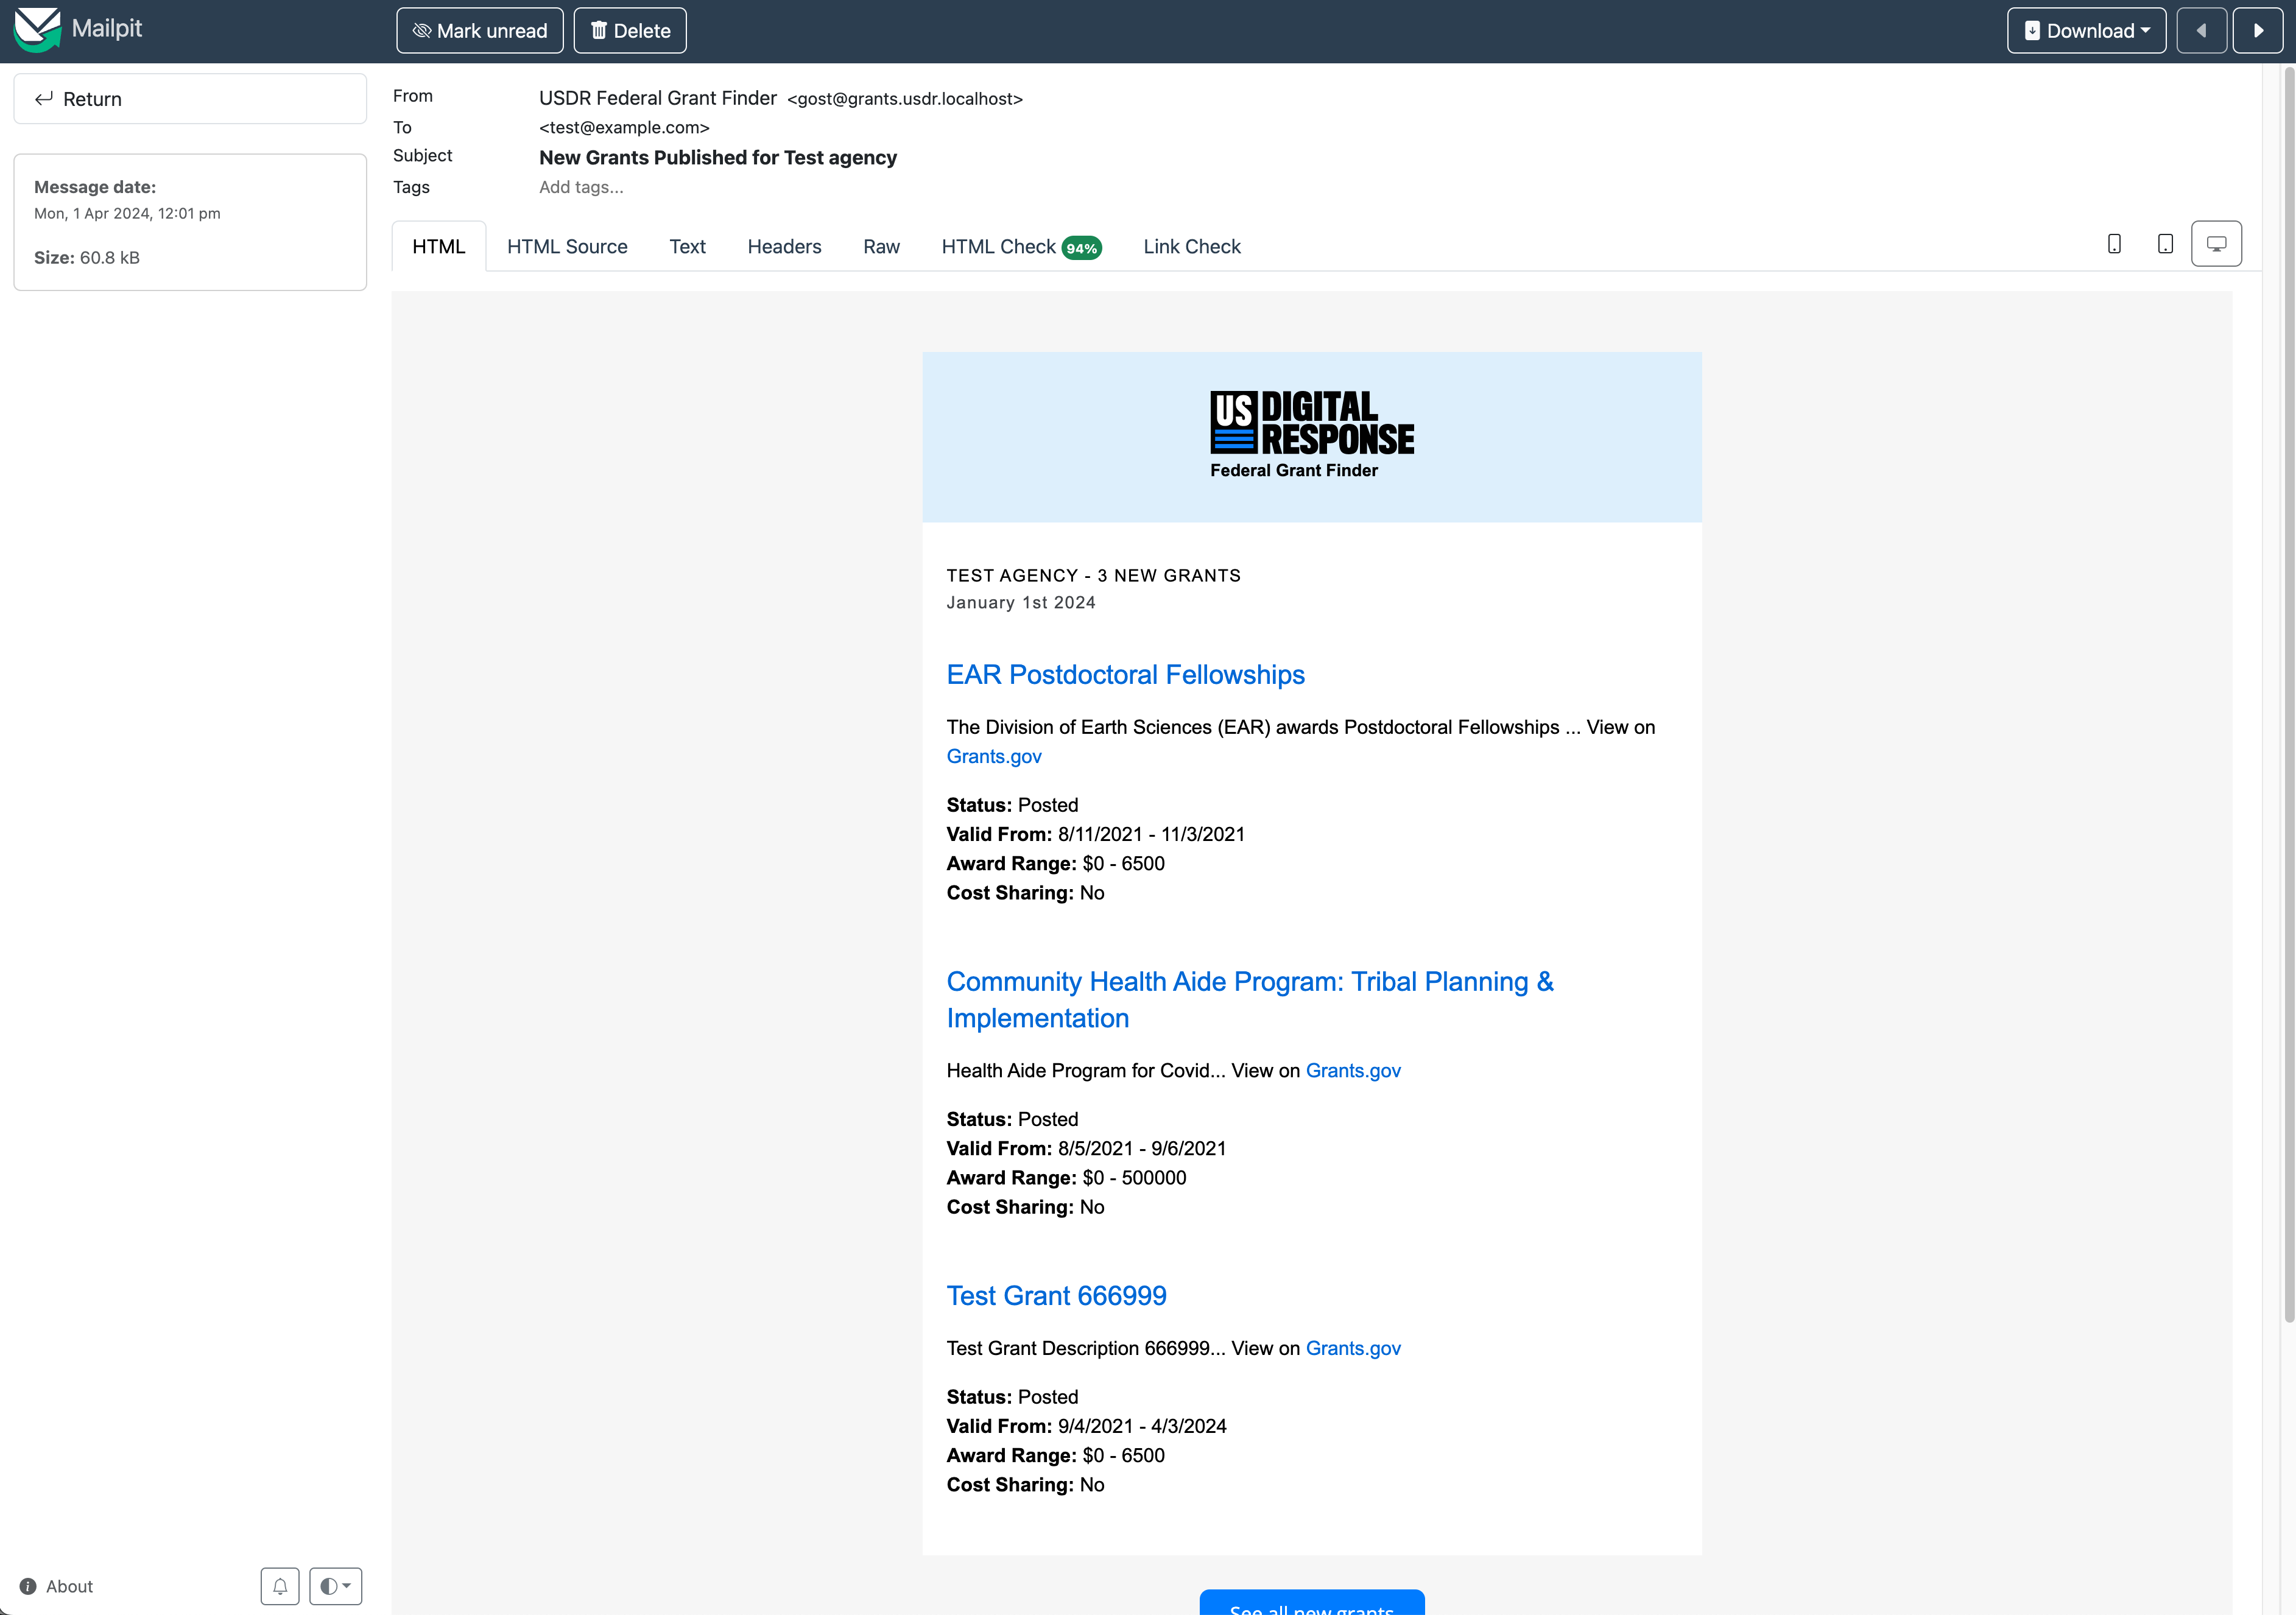 Mailpit
Mark unread
Delete
Download
Return
Message date:
Mon, 1 Apr 2024, 12:01 pm
Size: 60.8 kB
From
USDR Federal Grant Finder <gost@grants.usdr.localhost>
To
<test@example.com>
Subject
New Grants Published for Test agency
Tags
Add tags...
HTML
HTML Source
Text
Headers
Raw
HTML Check 94%
Link Check
US DIGITAL
RESPONSE
Federal Grant Finder
TEST AGENCY - 3 NEW GRANTS
January 1st 2024
EAR Postdoctoral Fellowships
The Division of Earth Sciences (EAR) awards Postdoctoral Fellowships ... View on
Grants.gov
Status: Posted
Valid From: 8/11/2021 - 11/3/2021
Award Range: $0 - 6500
Cost Sharing: No
Community Health Aide Program: Tribal Planning &
Implementation
Health Aide Program for Covid... View on Grants.gov
Status: Posted
Valid From: 8/5/2021 - 9/6/2021
Award Range: $0 - 500000
Cost Sharing: No
Test Grant 666999
Test Grant Description 666999... View on Grants.gov
Status: Posted
Valid From: 9/4/2021 - 4/3/2024
Award Range: $0 - 6500
Cost Sharing: No
See all new grants
About